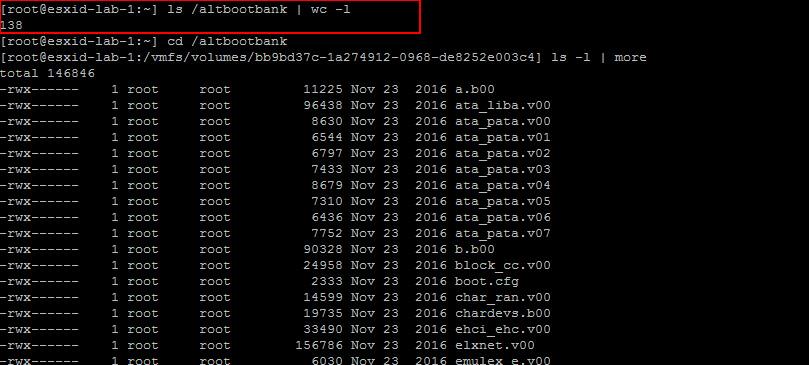 [root@esxid-lab-1:~] ls /altbootbank | wc -l
138
[root@esxid-lab-1:~] cd /altbootbank
[root@esxid-lab-1:/vmfs/volumes/bb9bd37c-1a274912-0968-de8252e003c4] ls -l | more
total 146846
-rwx------    1 root     root         11225 Nov 23  2016 a.b00
-rwx------    1 root     root         96438 Nov 23  2016 ata_liba.v00
-rwx------    1 root     root          8630 Nov 23  2016 ata_pata.v00
-rwx------    1 root     root          6544 Nov 23  2016 ata_pata.v01
-rwx------    1 root     root          6797 Nov 23  2016 ata_pata.v02
-rwx------    1 root     root          7433 Nov 23  2016 ata_pata.v03
-rwx------    1 root     root          8679 Nov 23  2016 ata_pata.v04
-rwx------    1 root     root          7310 Nov 23  2016 ata_pata.v05
-rwx------    1 root     root          6436 Nov 23  2016 ata_pata.v06
-rwx------    1 root     root          7752 Nov 23  2016 ata_pata.v07
-rwx------    1 root     root         90328 Nov 23  2016 b.b00
-rwx------    1 root     root         24958 Nov 23  2016 block_cc.v00
-rwx------    1 root     root          2333 Nov 23  2016 boot.cfg
-rwx------    1 root     root         14599 Nov 23  2016 char_ran.v00
-rwx------    1 root     root         19735 Nov 23  2016 chardevs.b00
-rwx------    1 root     root         33490 Nov 23  2016 ehci_ehc.v00
-rwx------    1 root     root        156786 Nov 23  2016 elxnet.v00
-rwx------    1 root     root          6030 Nov 23  2016 emulex_e.v00